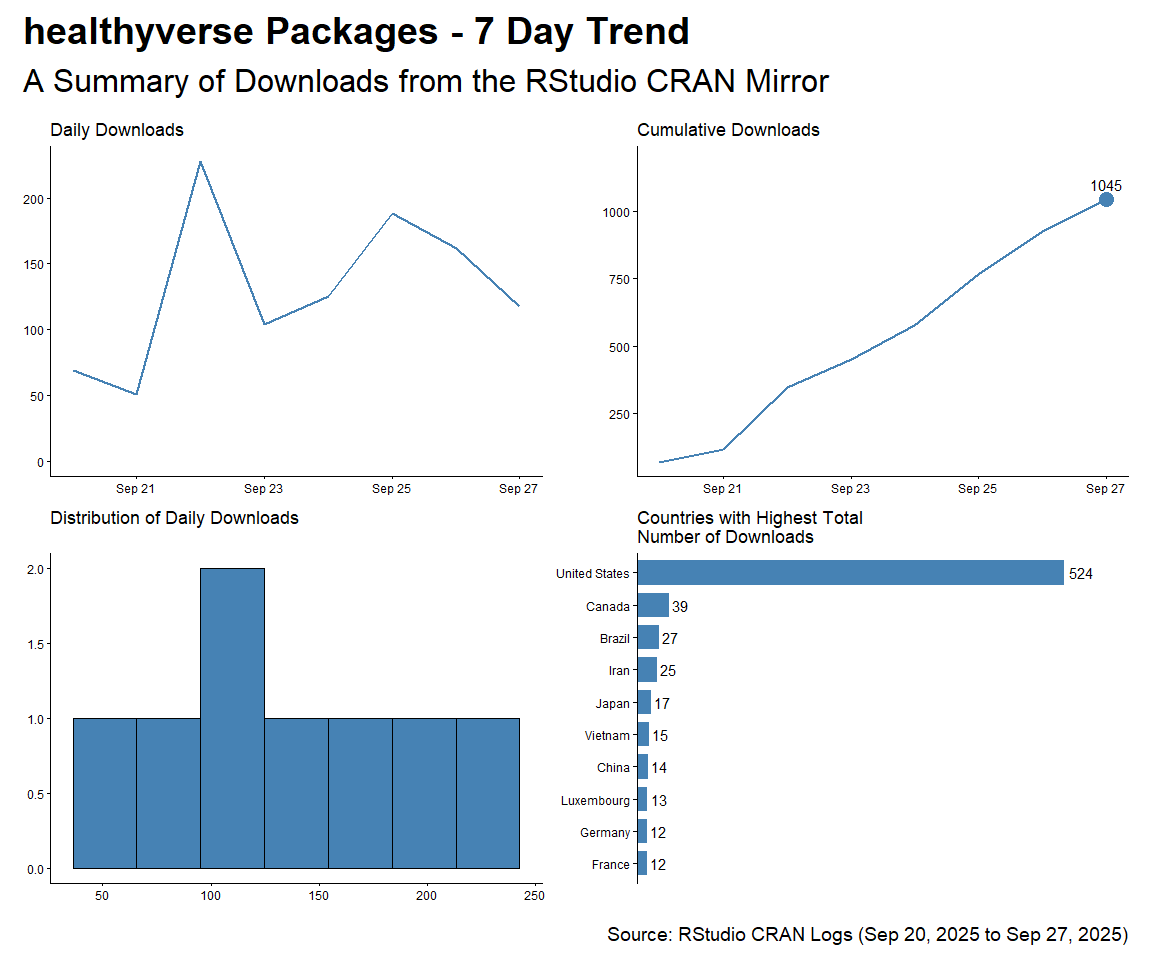 healthyverse Packages - 7 Day Trend
A Summary of Downloads from the RStudio CRAN Mirror
Daily Downloads
200
150
100
50
0
Sep 21
Sep 23
Sep 25
Sep 27
Cumulative Downloads
1045
1000
750
500
250
Sep 21
Sep 23
Sep 25
Sep 27
Distribution of Daily Downloads
2.0
1.5
1.0
0.5
0.0
50
100
150
200
250
Countries with Highest Total
Number of Downloads
United States 524
Canada 39
Brazil 27
Iran 25
Japan 17
Vietnam 15
China 14
Luxembourg 13
Germany 12
France 12
Source: RStudio CRAN Logs (Sep 20, 2025 to Sep 27, 2025)